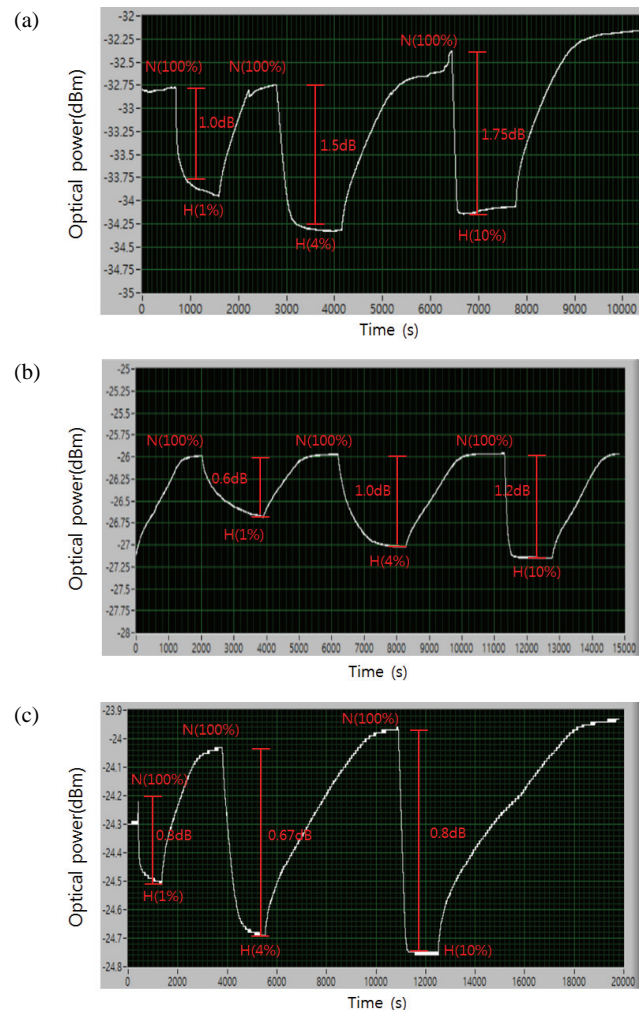 (a)
Optical power(dBm)
-32
-32.25
-32.5
-32.75
-33
-33.25
-33.5
-33.75
-34
-34.25
-34.5
-34.75
-35
N(100%)
N(100%)
N(100%)
1.0dB
1.5dB
1.75dB
H(1%)
H(4%)
H(10%)
0 1000 2000 3000 4000 5000 6000 7000 8000 9000 10000
Time (s)
(b)
Optical power(dBm)
-25
-25.25
-25.5
-25.75
-26
-26.25
-26.5
-26.75
-27
-27.25
-27.5
-27.75
-28
N(100%) N(100%) N(100%)
0.6dB
1.0dB
1.2dB
H(1%)
H(4%)
H(10%)
0 1000 2000 3000 4000 5000 6000 7000 8000 9000 10000 11000 12000 13000 14000 15000
Time (s)
(c)
Optical power(dBm)
-23.9
-24
-24.1
-24.2
-24.3
-24.4
-24.5
-24.6
-24.7
-24.8
N(100%)
N(100%)
N(100%)
0.3dB
0.67dB
0.8dB
H(1%)
H(4%)
H(10%)
0 2000 4000 6000 8000 10000 12000 14000 16000 18000 20000
Time (s)